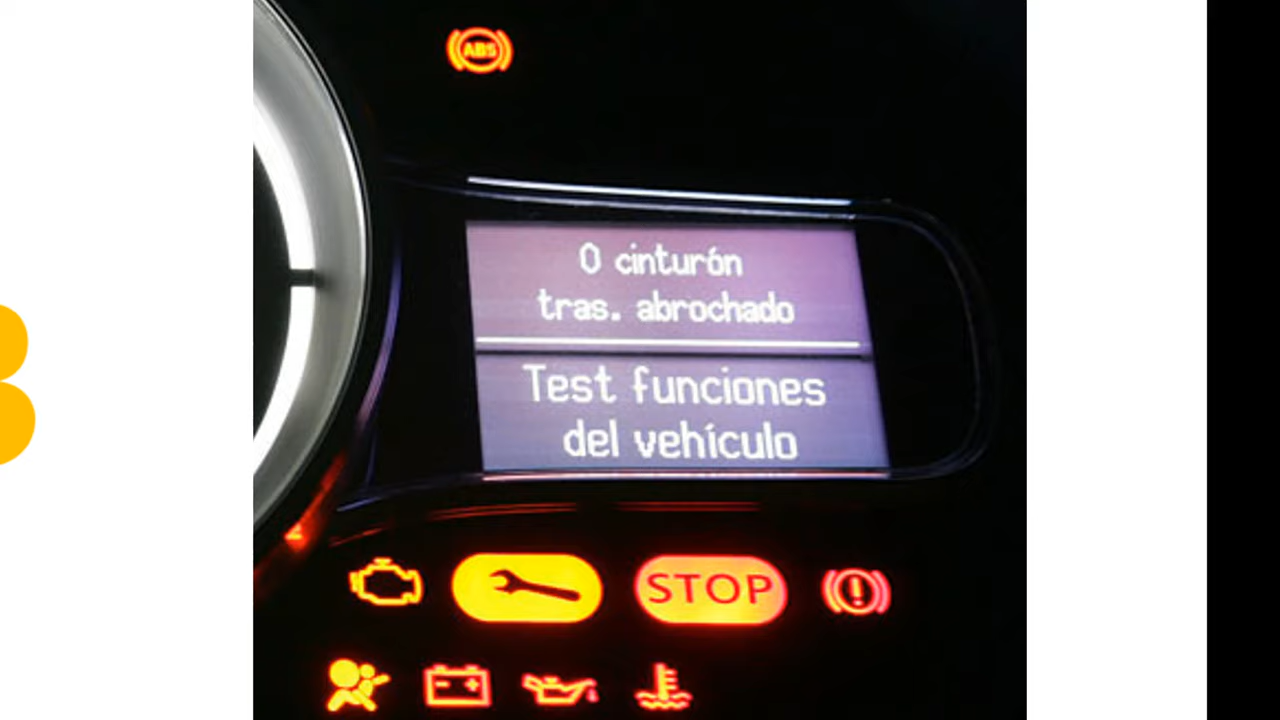 ABS
0 cinturón
tras. abrochado
Test funciones
del vehículo
STOP